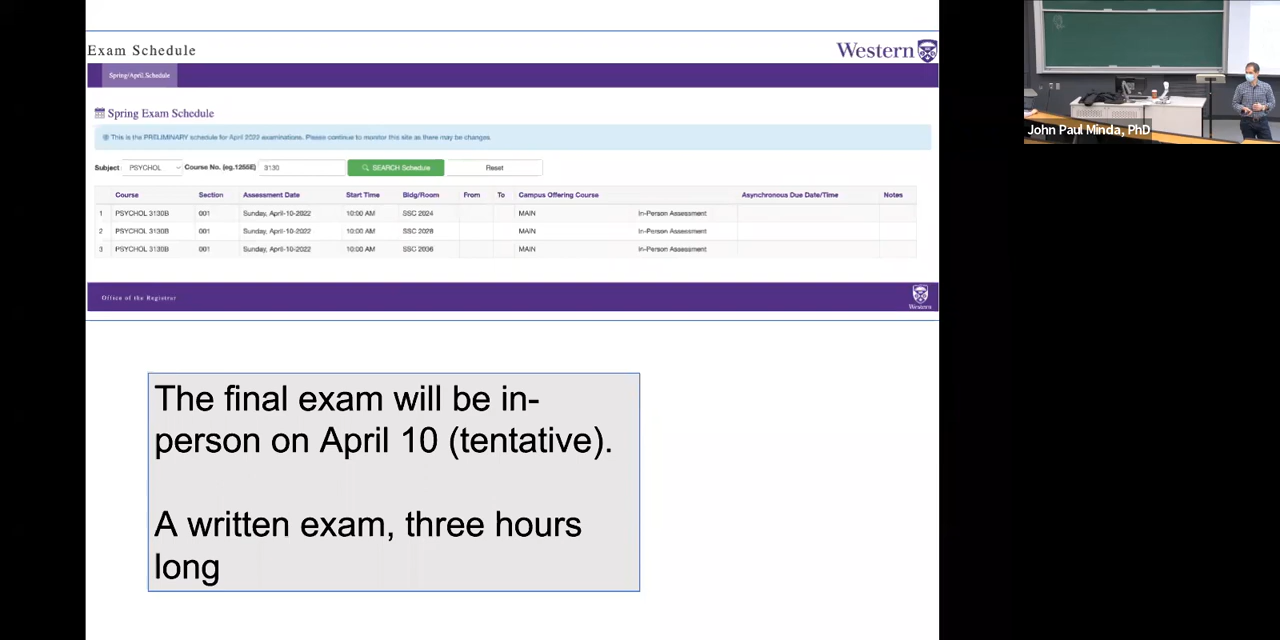 Exam Schedule
Western
Spring/April Schedule
Spring Exam Schedule
This is the PRELIMINARY schedule for April 2022 examinations. Please continue to monitor this site as there may be changes.
Subject PSYCHOL Course No. (eg.1255E) 3130 SEARCH Schedule Reset
Course Section Assessment Date Start Time Bldg/Room From To Campus Offering Course Asynchronous Due Date/Time Notes
1 PSYCHOL 3130B 001 Sunday, April-10-2022 10:00 AM SSC 2024 MAIN In-Person Assessment
2 PSYCHOL 3130B 001 Sunday, April-10-2022 10:00 AM SSC 2028 MAIN In-Person Assessment
3 PSYCHOL 3130B 001 Sunday, April-10-2022 10:00 AM SSC 2036 MAIN In-Person Assessment
Office of the Registrar
Western
The final exam will be in-
person on April 10 (tentative).
A written exam, three hours
long
John Paul Minda, PhD